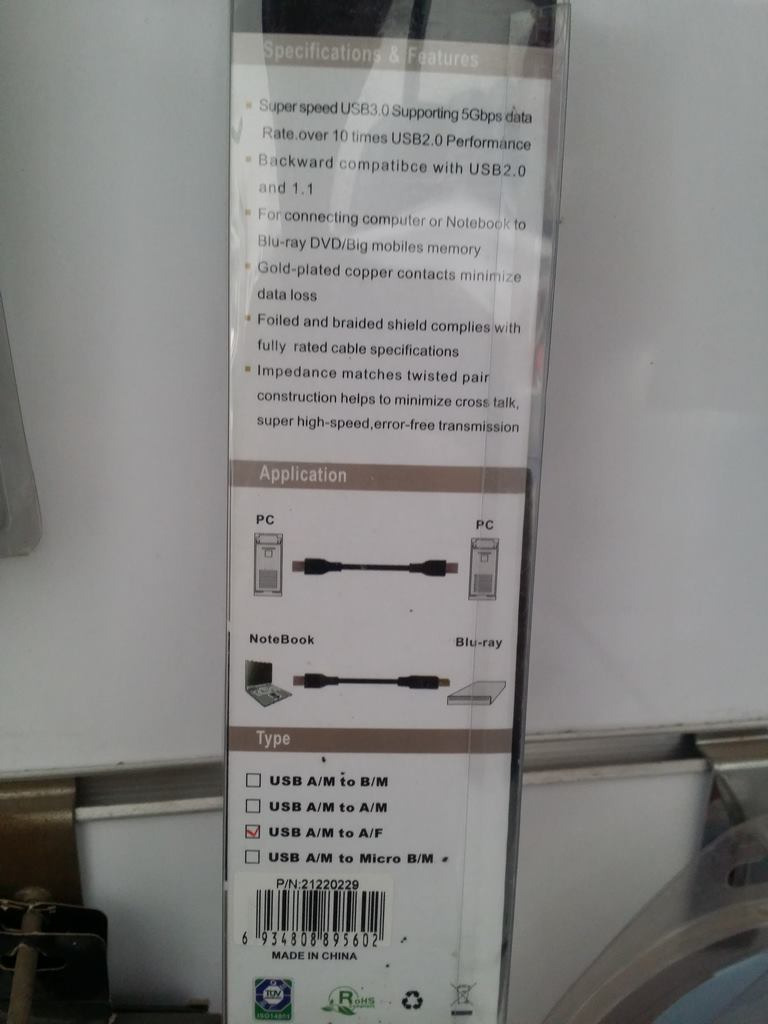 Specifications & Features
Super speed USB3.0 Supporting 5Gbps data
Rate.over 10 times USB2.0 Performance
Backward compatibce with USB2.0
and 1.1
For connecting computer or Notebook to
Blu-ray DVD/Big mobiles memory
Gold-plated copper contacts minimize
data loss
Foiled and braided shield complies with
fully rated cable specifications
Impedance matches twisted pair
construction helps to minimize cross talk,
super high-speed,error-free transmission
Application
PC PC
NoteBook Blu-ray
Type
USB A/M to B/M
USB A/M to A/M
USB A/M to A/F
USB A/M to Micro B/M
P/N:21220229
6 934808 895602
MADE IN CHINA
TÜV
ISO14001
RoHS